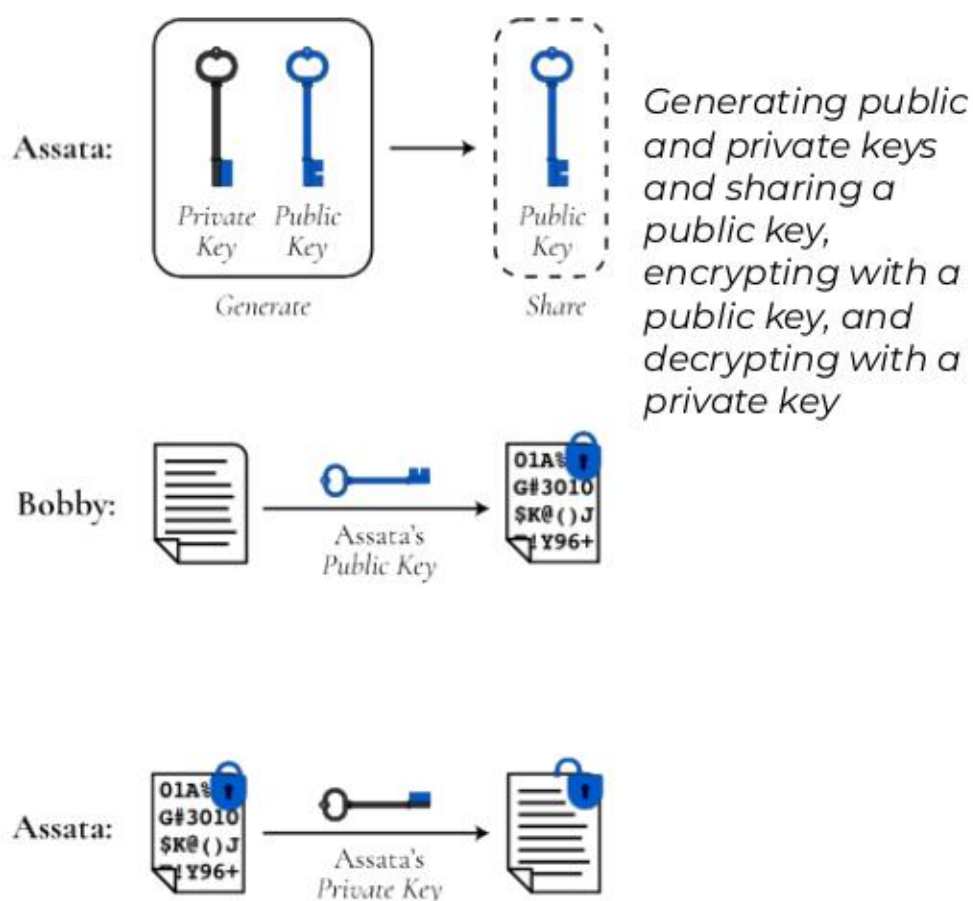 Assata:
Private Key
Public Key
Generate
Public Key
Share
Generating public
and private keys
and sharing a
public key,
encrypting with a
public key, and
decrypting with a
private key
Bobby:
Assata's
Public Key
01A%
G#3010
$K@()J
!Y96+
Assata:
01A%
G#3010
$K@()J
!Y96+
Assata's
Private Key